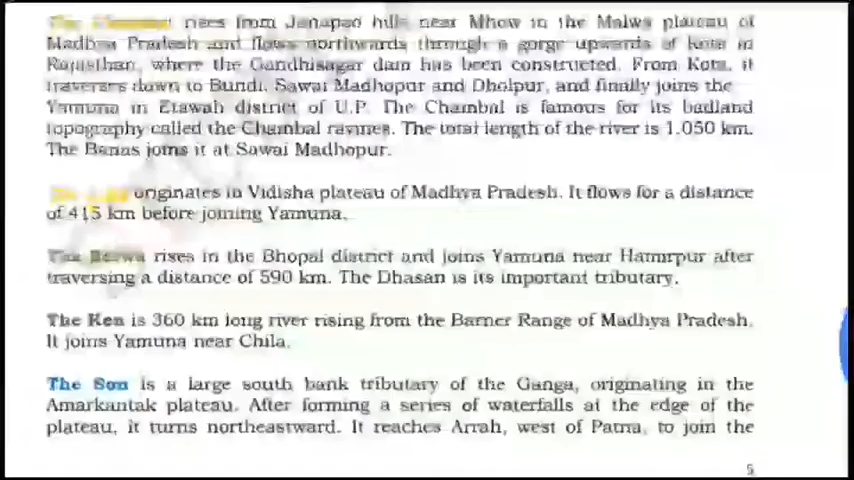 The Chambal rises from Janapao hills near Mhow in the Malwa plateau of
Madhya Pradesh and flows northwards through a gorge upwards of Kota in
Rajasthan, where the Gandhisagar dam has been constructed. From Kota, it
traverses down to Bundi, Sawai Madhopur and Dholpur, and finally joins the
Yamuna in Etawah district of U.P. The Chambal is famous for its badland
topography called the Chambal ravines. The total length of the river is 1.050 km.
The Banas joins it at Sawai Madhopur.
originates in Vidisha plateau of Madhya Pradesh. It flows for a distance
of 415 km before joining Yamuna.
The Betwa rises in the Bhopal district and joins Yamuna near Hamirpur after
traversing a distance of 590 km. The Dhasan is its important tributary.
The Ken is 360 km long river rising from the Barner Range of Madhya Pradesh.
It joins Yamuna near Chila.
The Son is a large south bank tributary of the Ganga, originating in the
Amarkantak plateau. After forming a series of waterfalls at the edge of the
plateau, it turns northeastward. It reaches Arrah, west of Patna, to join the
5